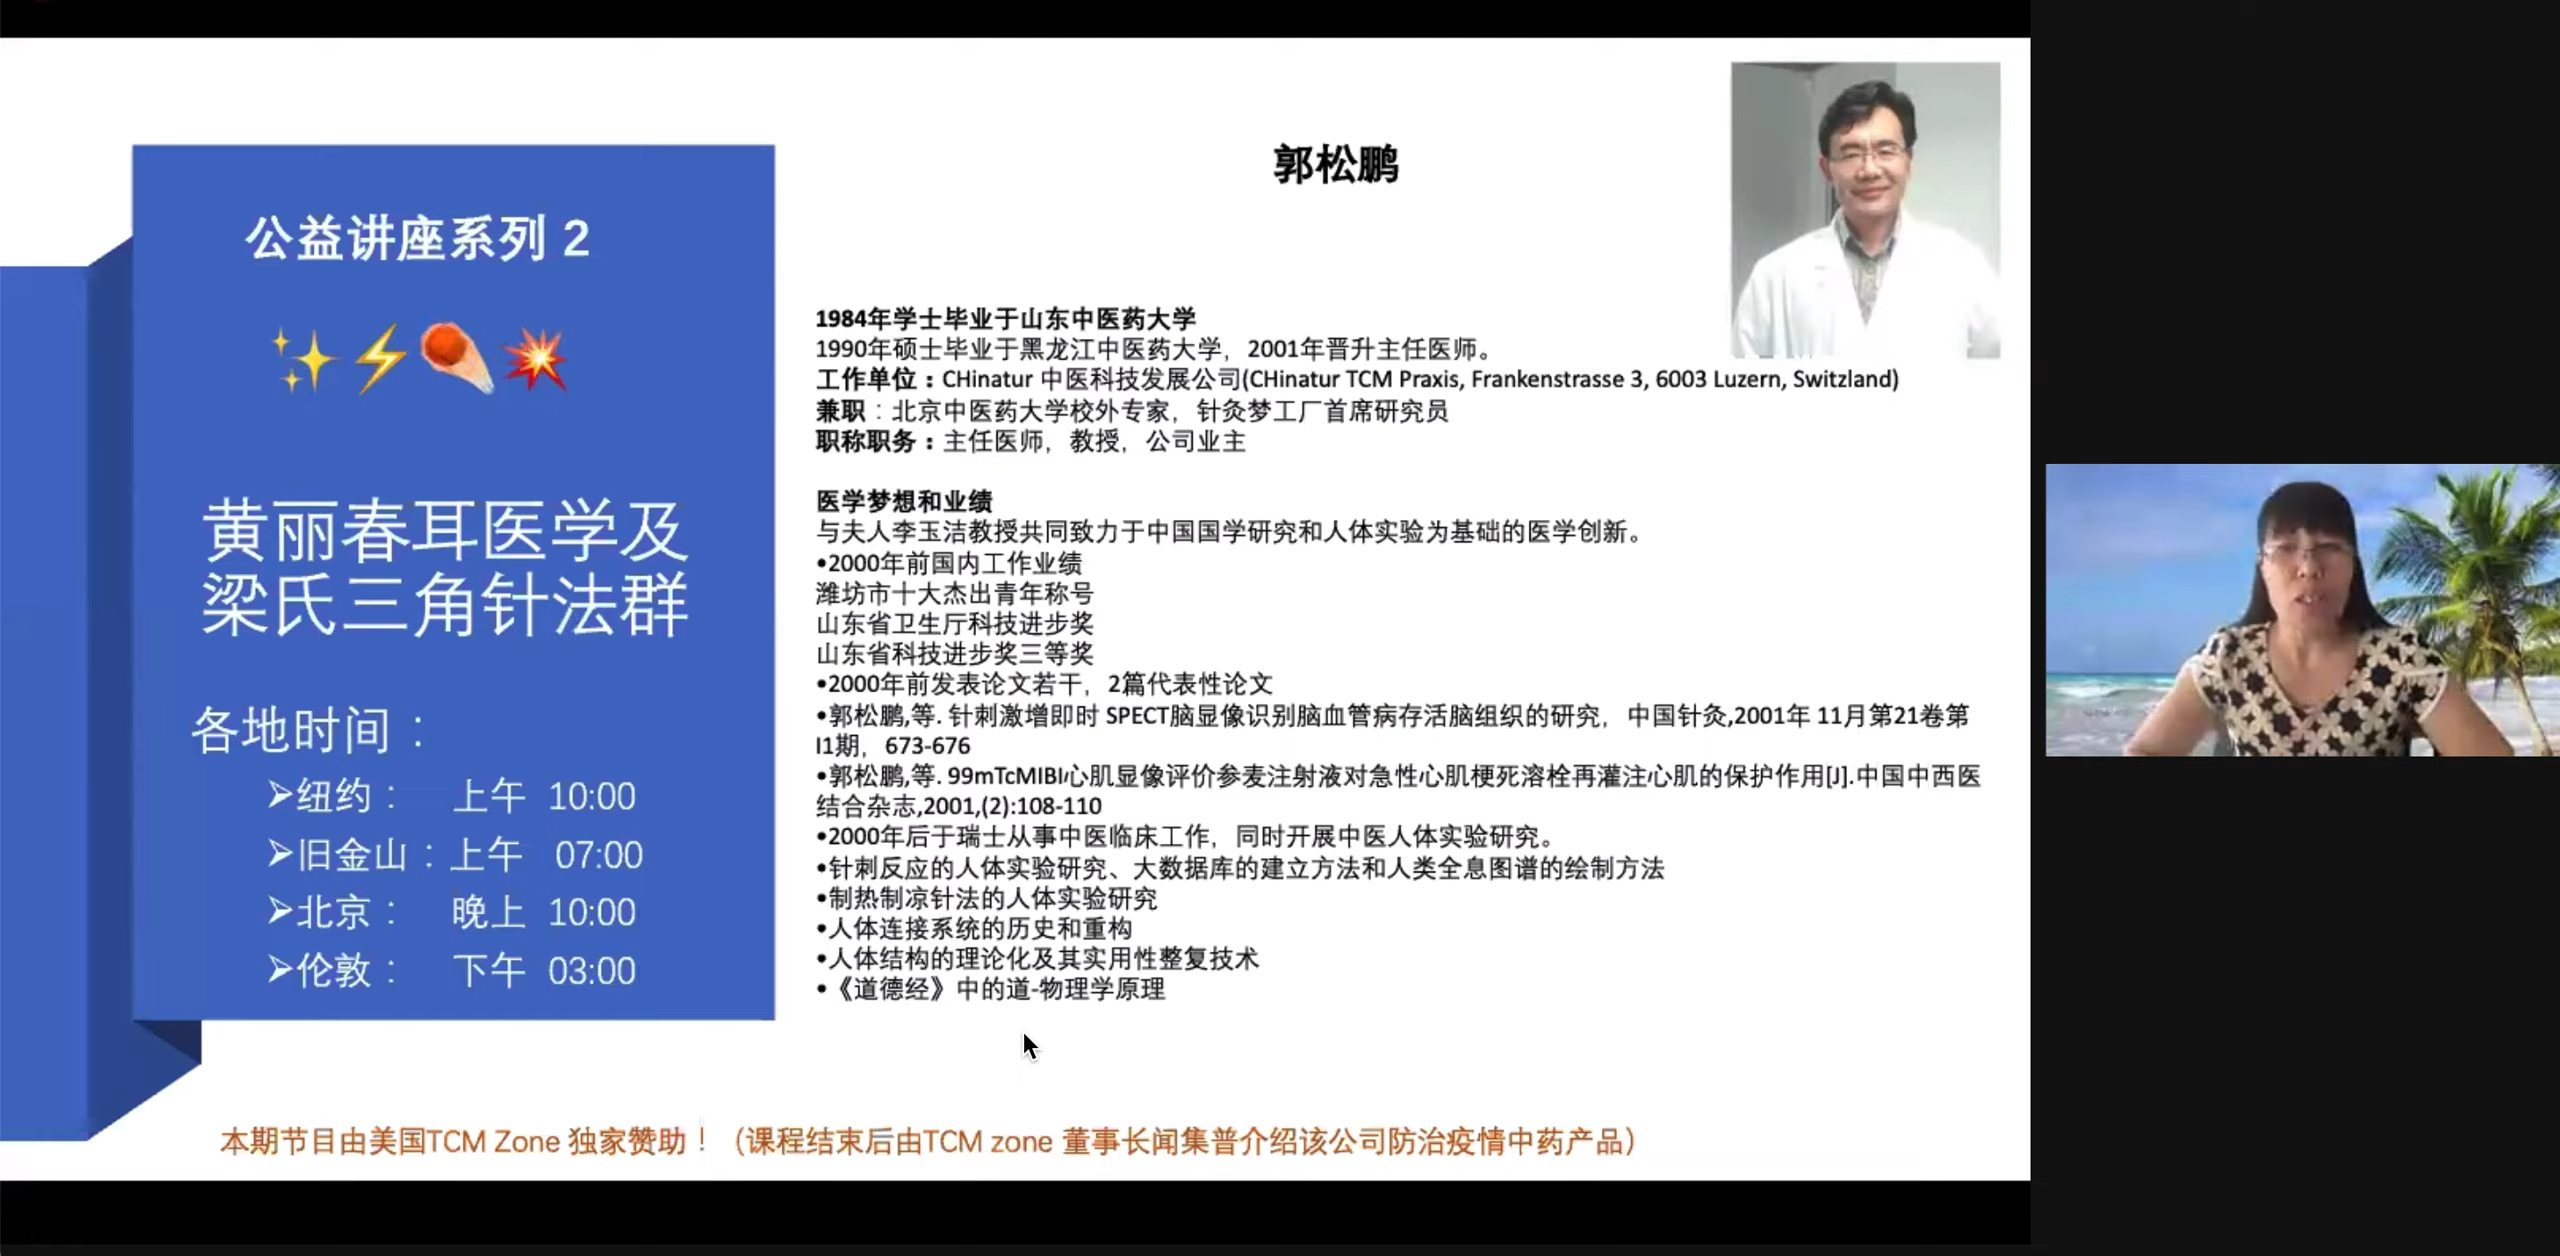 公益讲座系列 2
黄丽春耳医学及
梁氏三角针法群
各地时间：
➢纽约： 上午 10:00
➢旧金山：上午 07:00
➢北京： 晚上 10:00
➢伦敦： 下午 03:00
郭松鹏
1984年学士毕业于山东中医药大学
1990年硕士毕业于黑龙江中医药大学，2001年晋升主任医师。
工作单位：CHinatur 中医科技发展公司(CHinatur TCM Praxis, Frankenstrasse 3, 6003 Luzern, Switzland)
兼职：北京中医药大学校外专家，针灸梦工厂首席研究员
职称职务：主任医师，教授，公司业主
医学梦想和业绩
与夫人李玉洁教授共同致力于中国国学研究和人体实验为基础的医学创新。
•2000年前国内工作业绩
潍坊市十大杰出青年称号
山东省卫生厅科技进步奖
山东省科技进步奖三等奖
•2000年前发表论文若干，2篇代表性论文
•郭松鹏,等. 针刺激增即时 SPECT脑显像识别脑血管病存活脑组织的研究，中国针灸,2001年 11月第21卷第
l1期，673-676
•郭松鹏,等. 99mTcMIBI心肌显像评价参麦注射液对急性心肌梗死溶栓再灌注心肌的保护作用[J].中国中西医
结合杂志,2001,(2):108-110
•2000年后于瑞士从事中医临床工作，同时开展中医人体实验研究。
•针刺反应的人体实验研究、大数据库的建立方法和人类全息图谱的绘制方法
•制热制凉针法的人体实验研究
•人体连接系统的历史和重构
•人体结构的理论化及其实用性整复技术
•《道德经》中的道-物理学原理
本期节目由美国TCM Zone 独家赞助！（课程结束后由TCM zone 董事长闻集普介绍该公司防治疫情中药产品）